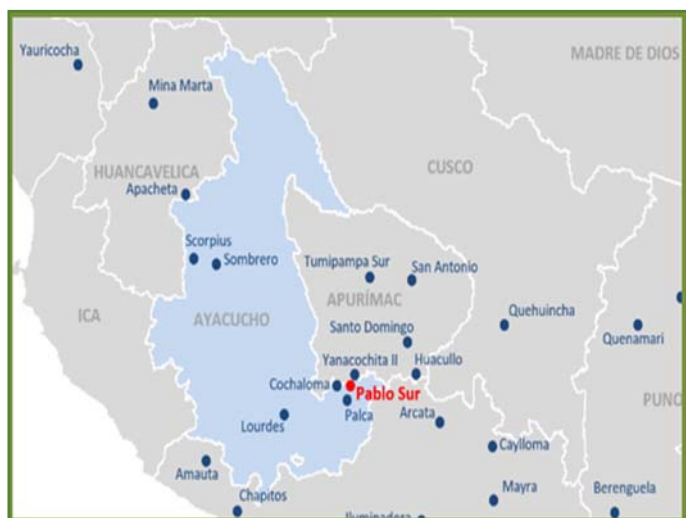 Yauricocha
MADRE DE DIOS
Mina Marta
CUSCO
HUANCAVELICA
Apacheta
Scorpius
Sombrero
Tumipampa Sur
San Antonio
APURÍMAC
Quehuincha
ICA
AYACUCHO
Santo Domingo
Quenamari
Yanacochita II
Huacullo
Cochaloma
Pablo Sur
PUNO
Palca
Arcata
Lourdes
Caylloma
Amauta
Mayra
Berenguela
Chapitos